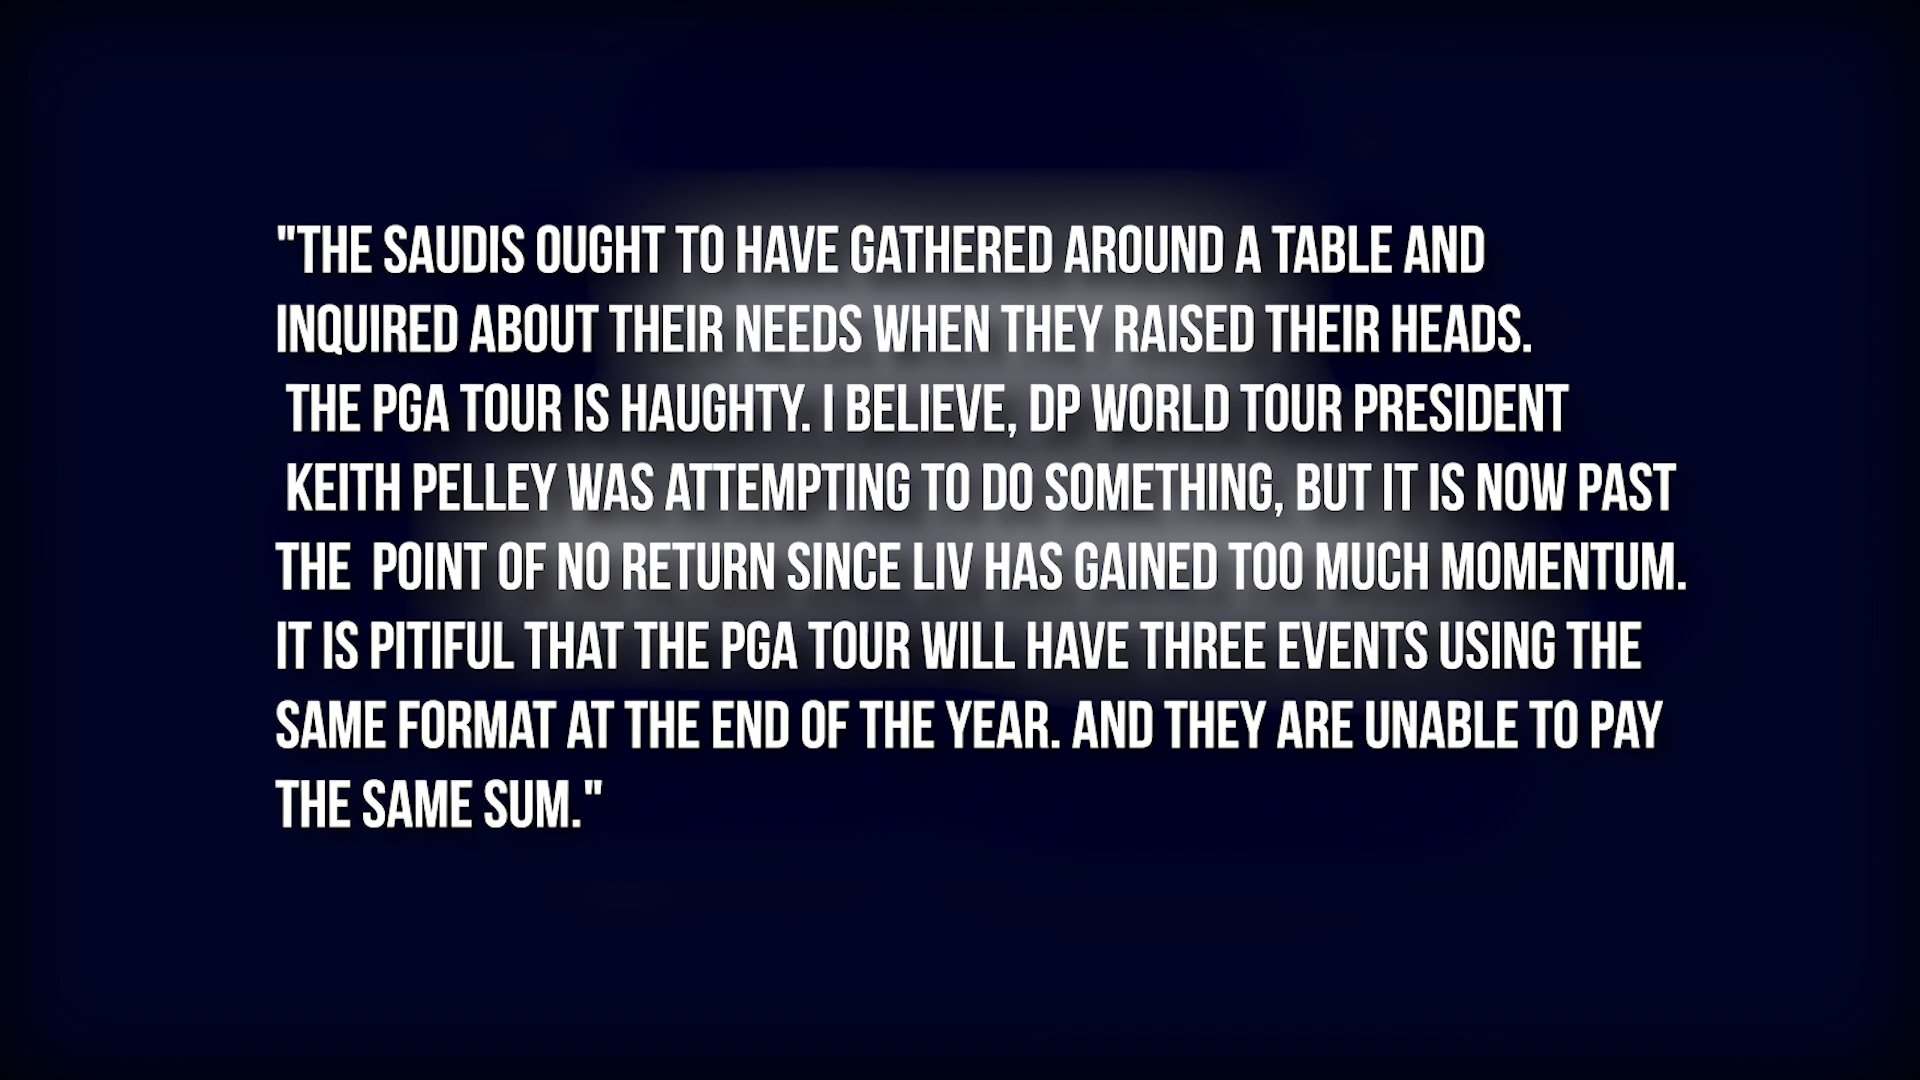 "THE SAUDIS OUGHT TO HAVE GATHERED AROUND A TABLE AND
INQUIRED ABOUT THEIR NEEDS WHEN THEY RAISED THEIR HEADS.
THE PGA TOUR IS HAUGHTY. I BELIEVE, DP WORLD TOUR PRESIDENT
KEITH PELLEY WAS ATTEMPTING TO DO SOMETHING, BUT IT IS NOW PAST
THE POINT OF NO RETURN SINCE LIV HAS GAINED TOO MUCH MOMENTUM.
IT IS PITIFUL THAT THE PGA TOUR WILL HAVE THREE EVENTS USING THE
SAME FORMAT AT THE END OF THE YEAR. AND THEY ARE UNABLE TO PAY
THE SAME SUM."